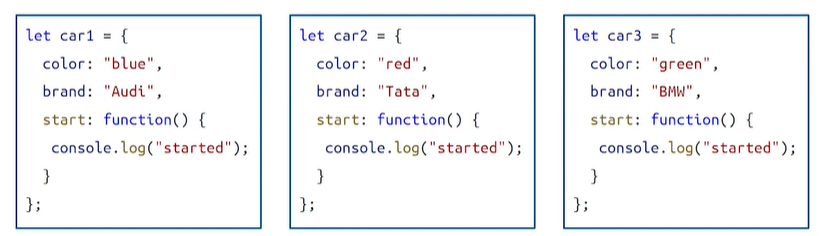 let car1 = {
  color: "blue",
  brand: "Audi",
  start: function() {
   console.log("started");
  }
};
let car2 = {
  color: "red",
  brand: "Tata",
  start: function() {
   console.log("started");
  }
};
let car3 = {
  color: "green",
  brand: "BMW",
  start: function() {
   console.log("started");
  }
};